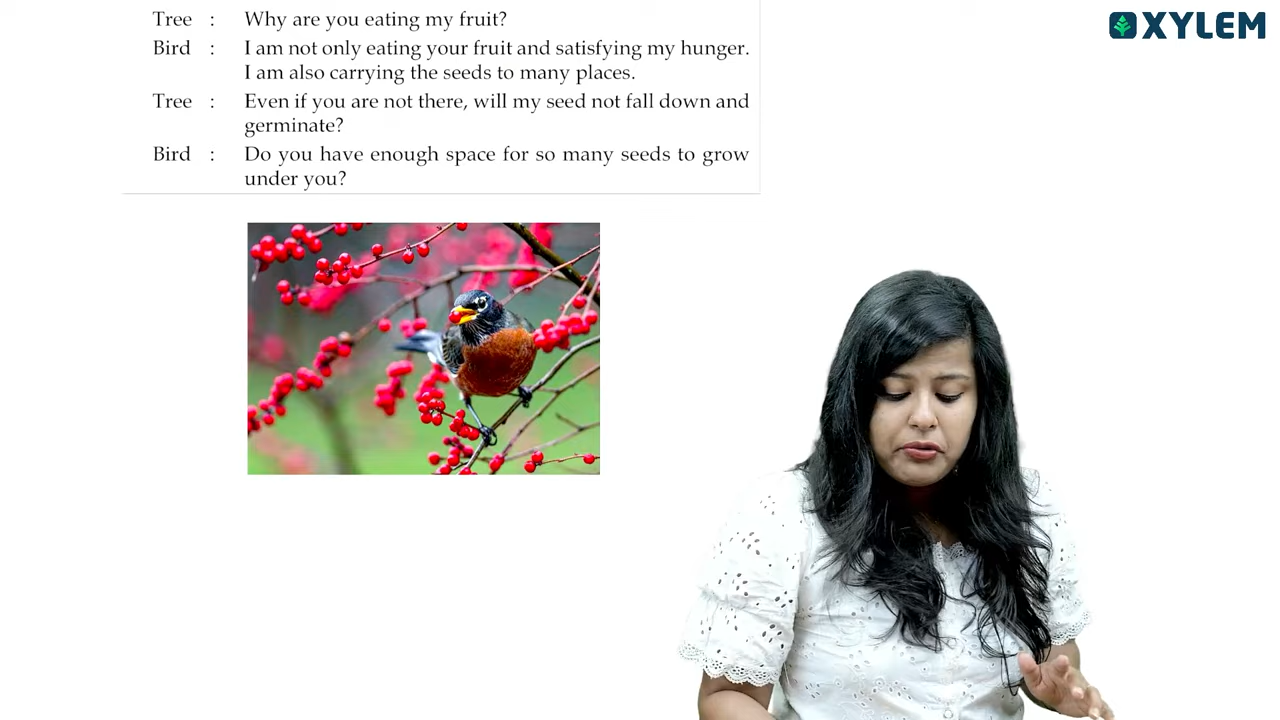 Tree : Why are you eating my fruit?
Bird : I am not only eating your fruit and satisfying my hunger.
I am also carrying the seeds to many places.
Tree : Even if you are not there, will my seed not fall down and
germinate?
Bird : Do you have enough space for so many seeds to grow
under you?
XYLEM